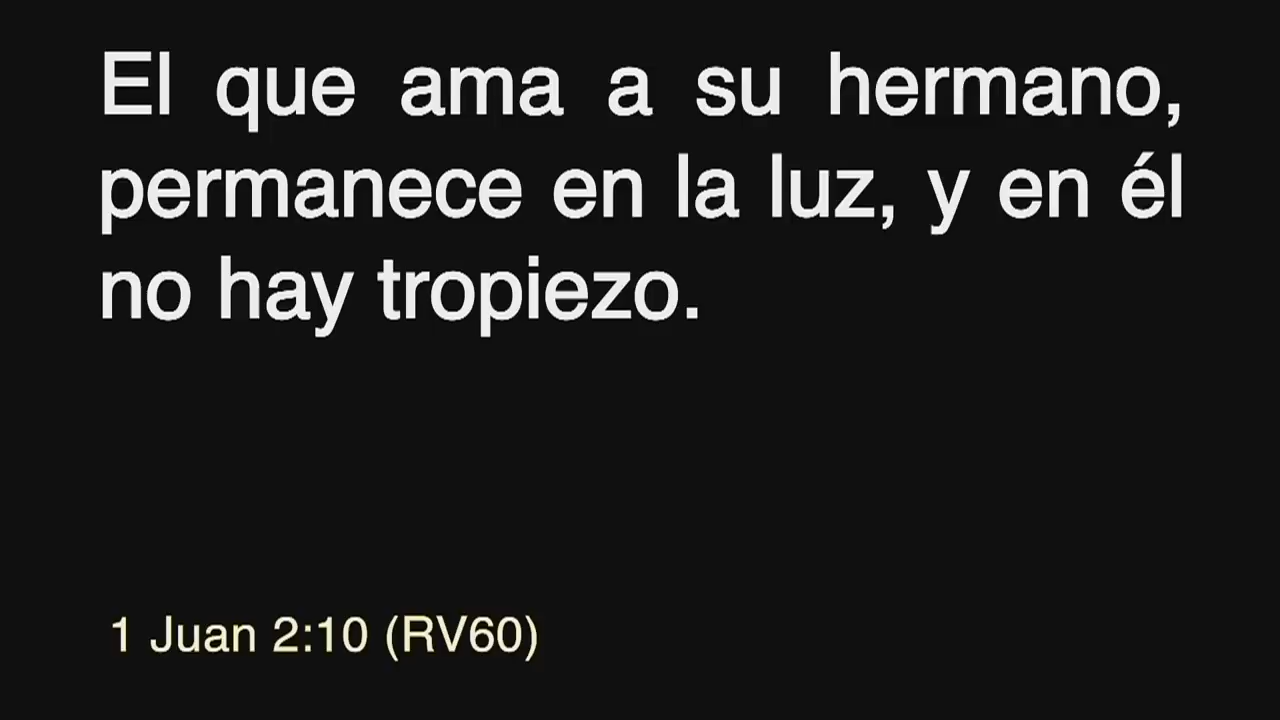 El que ama a su hermano,
permanece en la luz, y en él
no hay tropiezo.
1 Juan 2:10 (RV60)